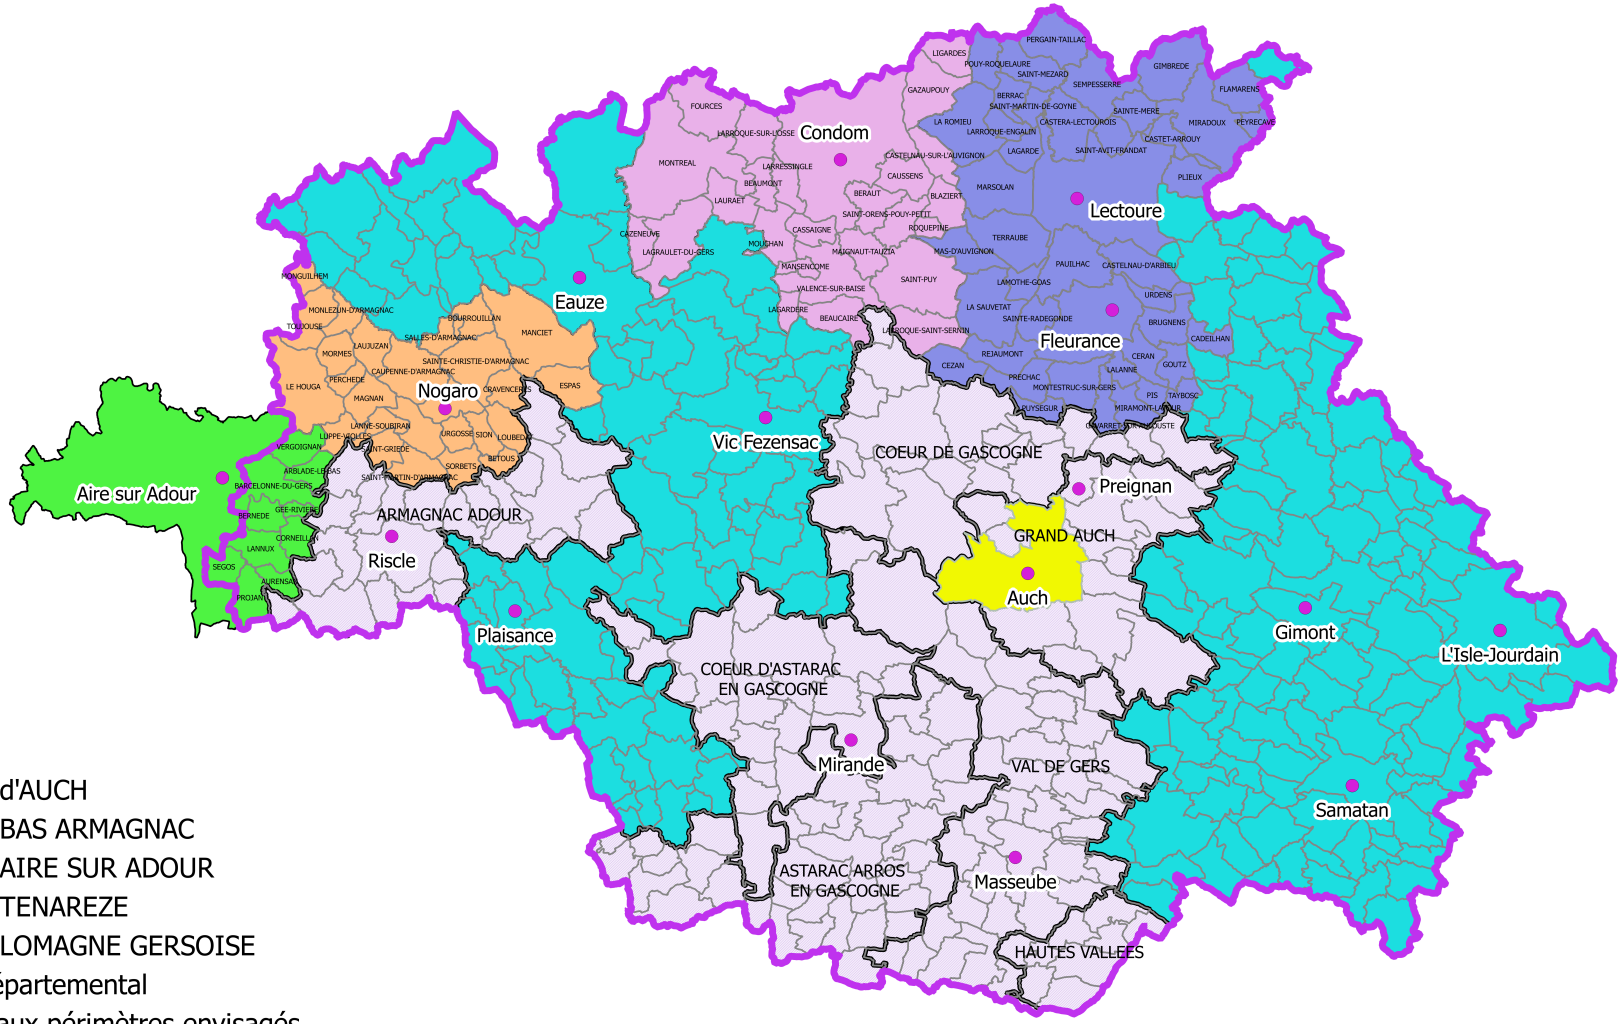 LIGARDES
PERGAIN-TAILLAC
POUY-ROQUELAURE
SAINT-MEZARD
GIMBREDE
SEMPESSERRE
GAZAUPOUY
BERRAC
FLAMARENS
FOURCES
SAINT-MARTIN-DE-GOYNE
SAINTE-MERE
LA ROMIEU
CASTERA-LECTOUROIS
MIRADOUX
PEYRECAVE
LARROQUE-SUR-L'OSSE
Condom
LARROQUE-ENGALIN
CASTET-ARROUY
LAGARDE
SAINT-AVIT-FRANDAT
MONTREAL
LARRESSINGLE
CASTELNAU-SUR-L'AUVIGNON
CAUSSENS
PLIEUX
BEAUMONT
MARSOLAN
BERAUT
BLAZIERT
LAURAET
SAINT-ORENS-POUY-PETIT
Lectoure
CASSAIGNE
ROQUEPINE
CAZENEUVE
MOUCHAN
TERRAUBE
LAGRAULET-DU-GERS
MAIGNAUT-TAUZIA
MAS-D'AUVIGNON
MANSENCOME
PAUILHAC
CASTELNAU-D'ARBIEU
MONGUILHEM
SAINT-PUY
LAMOTHE-GOAS
VALENCE-SUR-BAISE
URDENS
Eauze
MONLEZUN-D'ARMAGNAC
LAGARDERE
LA SAUVETAT
BOURROUILLAN
BEAUCAIRE
SAINTE-RADEGONDE
BRUGNENS
TOUJOUSE
MANCIET
LARROQUE-SAINT-SERNIN
SALLES-D'ARMAGNAC
Fleurance
CADEILHAN
LAUJUZAN
MORMES
SAINTE-CHRISTIE-D'ARMAGNAC
REJAUMONT
CERAN
CEZAN
GOUTZ
CAUPENNE-D'ARMAGNAC
LALANNE
PERCHEDE
PRECHAC
LE HOUGA
Nogaro
CRAVENCERES
ESPAS
MONTESTRUC-SUR-GERS
MAGNAN
PIS
TAYBOSC
PUYSEGUR
MIRAMONT-LATOUR
LANNE-SOUBIRAN
GAVARRET-SUR-AULOUSTE
LUPPE-VIOLLES
URGOSSE
SION
LOUBEDAT
VERGOIGNAN
SAINT-GRIEDE
Vic Fezensac
COEUR DE GASCOGNE
BETOUS
ARBLADE-LE-BAS
SORBETS
SAINT-MARTIN-D'ARMAGNAC
BARCELONNE-DU-GERS
Preignan
Aire sur Adour
GEE-RIVIERE
BERNEDE
ARMAGNAC ADOUR
GRAND AUCH
CORNEILLAN
LANNUX
Riscle
SEGOS
AURENSAN
PROJAN
Auch
Plaisance
Gimont
L'Isle-Jourdain
COEUR D'ASTARAC
EN GASCOGNE
Mirande
VAL DE GERS
d'AUCH
Samatan
BAS ARMAGNAC
AIRE SUR ADOUR
ASTARAC ARROS
EN GASCOGNE
Masseube
TENAREZE
LOMAGNE GERSOISE
HAUTES VALLEES
épartemental
aux périmètres envisagés